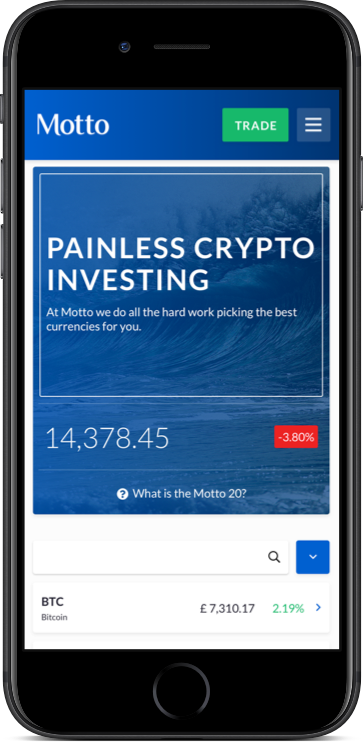 Motto
TRADE
PAINLESS CRYPTO
INVESTING
At Motto we do all the hard work picking the best
currencies for you.
14,378.45
-3.80%
? What is the Motto 20?
BTC
Bitcoin
£ 7,310.17
2.19%